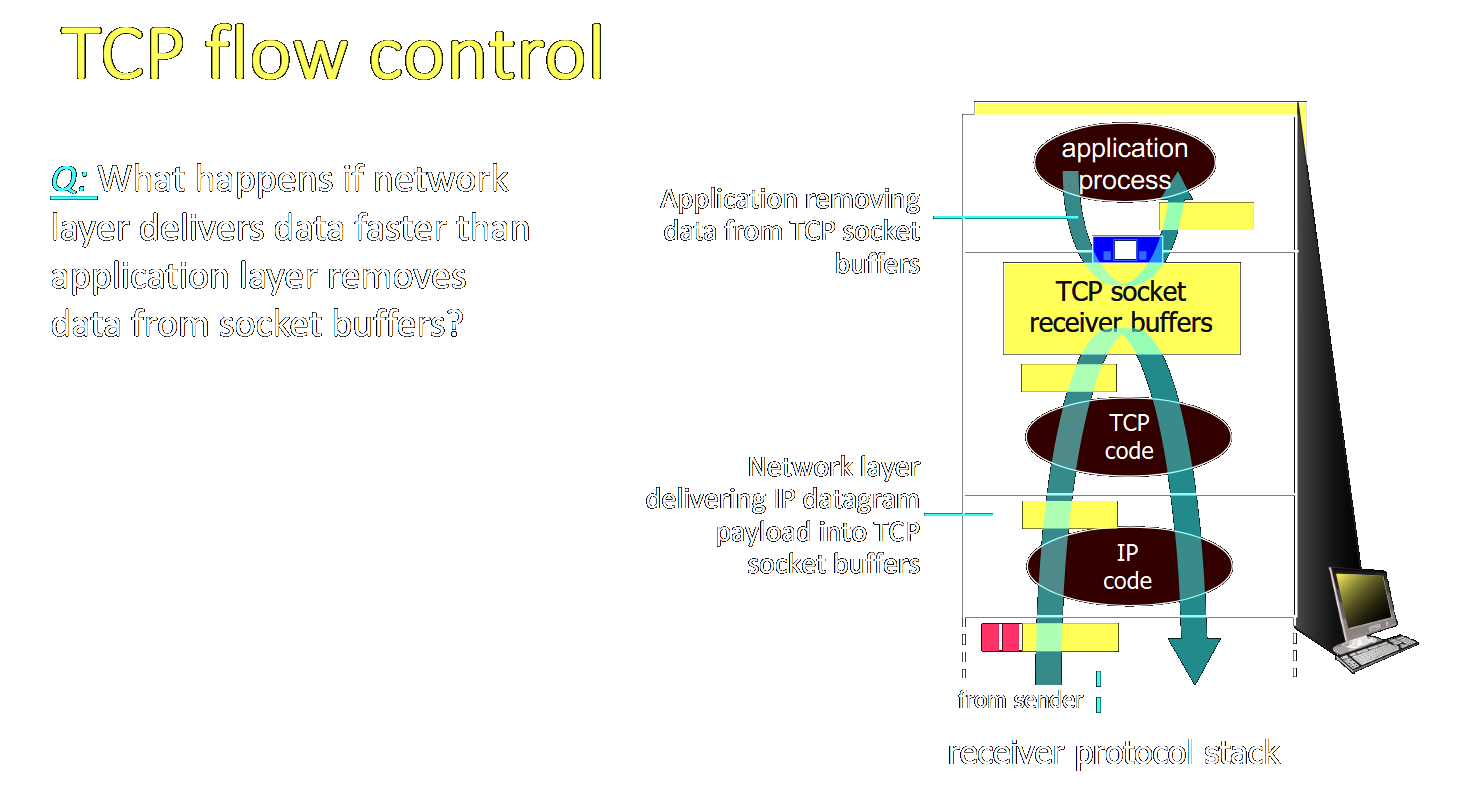 TCP flow control
Q: What happens if network
layer delivers data faster than
application layer removes
data from socket buffers?
application
process
Application removing
data from TCP socket
buffers
TCP socket
receiver buffers
TCP
code
Network layer
delivering IP datagram
payload into TCP
socket buffers
IP
code
from sender
receiver protocol stack